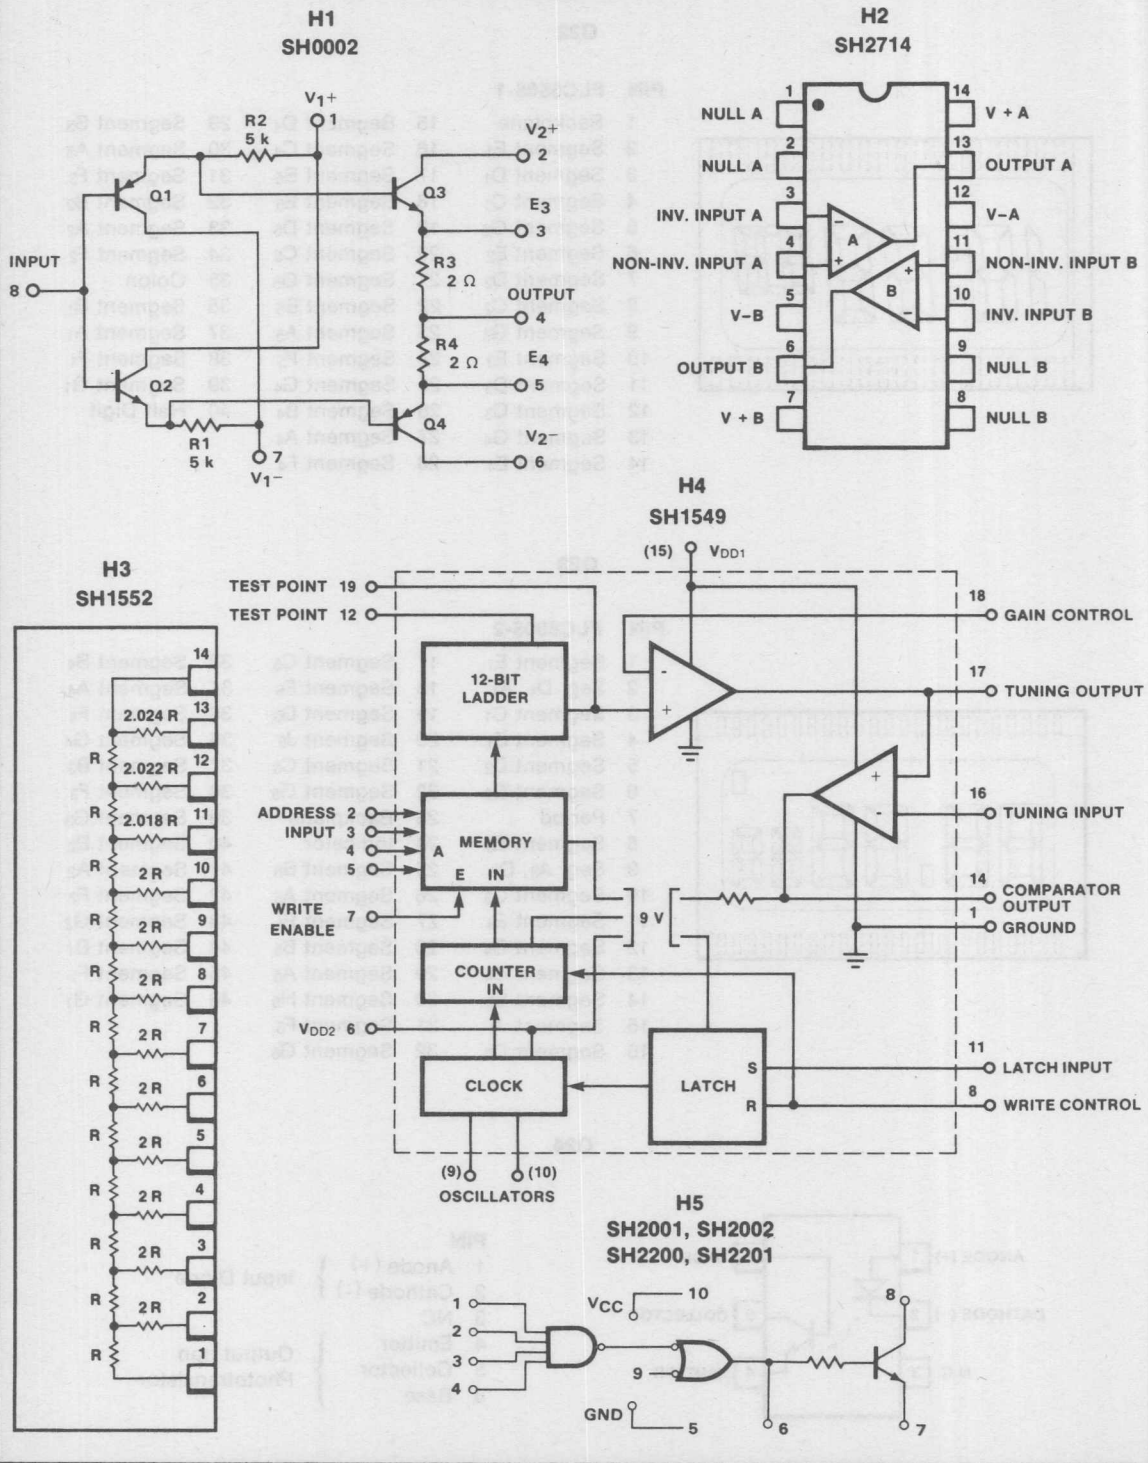 H1
SH0002
V1+
1
R2
5 k
V2+
2
Q1
Q3
E3
3
INPUT
8
R3
2 Ω
OUTPUT
4
R4
2 Ω
E4
5
Q2
Q4
R1
5 k
7
V1−
V2−
6
H2
SH2714
1
NULL A
2
NULL A
3
INV. INPUT A
4
NON-INV. INPUT A
5
V−B
6
OUTPUT B
7
V + B
14
V + A
13
OUTPUT A
12
V−A
11
NON-INV. INPUT B
10
INV. INPUT B
9
NULL B
8
NULL B
A
−
+
B
+
−
H3
SH1552
14
13
2.024 R
R
12
2.022 R
R
11
2.018 R
R
10
2 R
R
9
2 R
R
8
2 R
R
7
2 R
R
6
2 R
R
5
2 R
R
4
2 R
R
3
2 R
R
2
2 R
R
1
H4
SH1549
(15)
VDD1
TEST POINT 19
TEST POINT 12
18
GAIN CONTROL
12-BIT
LADDER
-
+
17
TUNING OUTPUT
+
-
16
TUNING INPUT
ADDRESS 2
INPUT 3
4
5
A
MEMORY
E IN
WRITE 7
ENABLE
9 V
14
COMPARATOR
OUTPUT
1
GROUND
COUNTER
IN
VDD2 6
CLOCK
LATCH
S
R
11
LATCH INPUT
8
WRITE CONTROL
(9)
(10)
OSCILLATORS
H5
SH2001, SH2002
SH2200, SH2201
1
2
3
4
VCC
10
9
GND
5
6
8
7